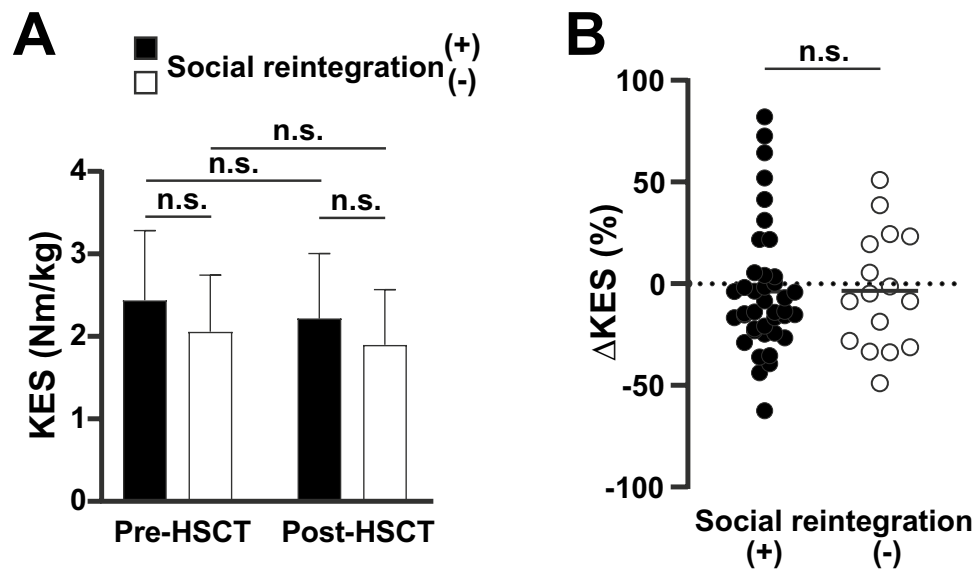 A
Social reintegration
(+)
(-)
n.s.
n.s.
n.s.
n.s.
KES (Nm/kg)
4
3
2
1
0
Pre-HSCT
Post-HSCT
B
n.s.
ΔKES (%)
100
50
0
-50
-100
Social reintegration
(+)
(-)